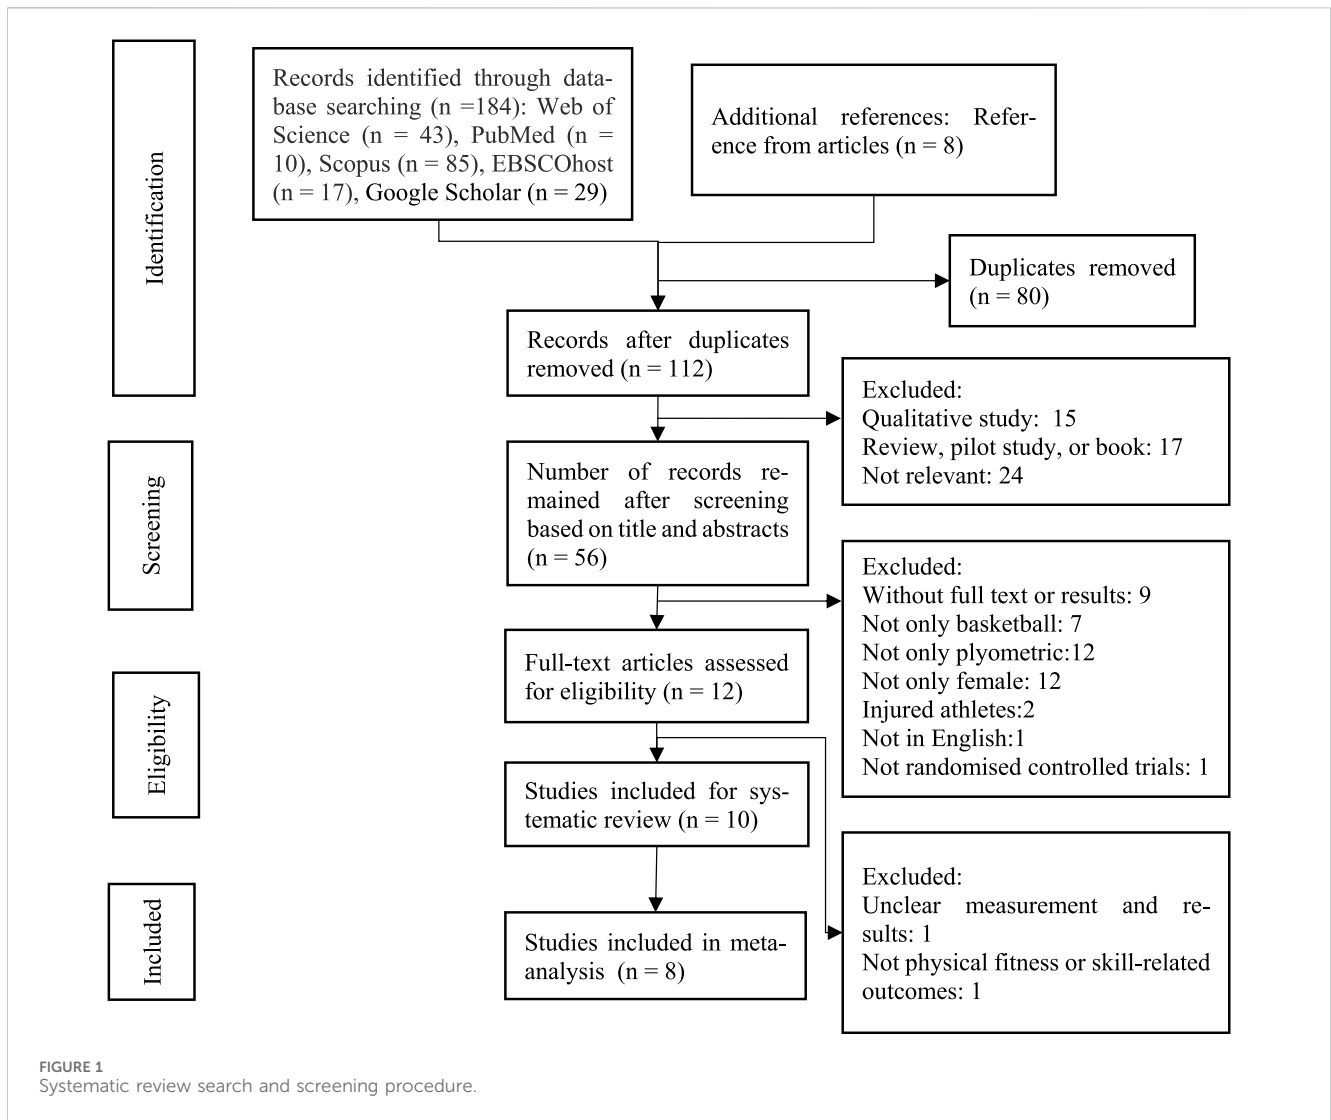 Identification
Records identified through data-
base searching (n =184): Web of
Science (n = 43), PubMed (n =
10), Scopus (n = 85), EBSCOhost
(n = 17), Google Scholar (n = 29)
Additional references: Refer-
ence from articles (n = 8)
Duplicates removed
(n = 80)
Records after duplicates
removed (n = 112)
Excluded:
Qualitative study: 15
Review, pilot study, or book: 17
Not relevant: 24
Screening
Number of records re-
mained after screening
based on title and abstracts
(n = 56)
Excluded:
Without full text or results: 9
Not only basketball: 7
Not only plyometric:12
Not only female: 12
Injured athletes:2
Not in English:1
Not randomised controlled trials: 1
Full-text articles assessed
for eligibility (n = 12)
Eligibility
Studies included for sys-
tematic review (n = 10)
Excluded:
Unclear measurement and re-
sults: 1
Not physical fitness or skill-related
outcomes: 1
Included
Studies included in meta-
analysis (n = 8)
FIGURE 1
Systematic review search and screening procedure.